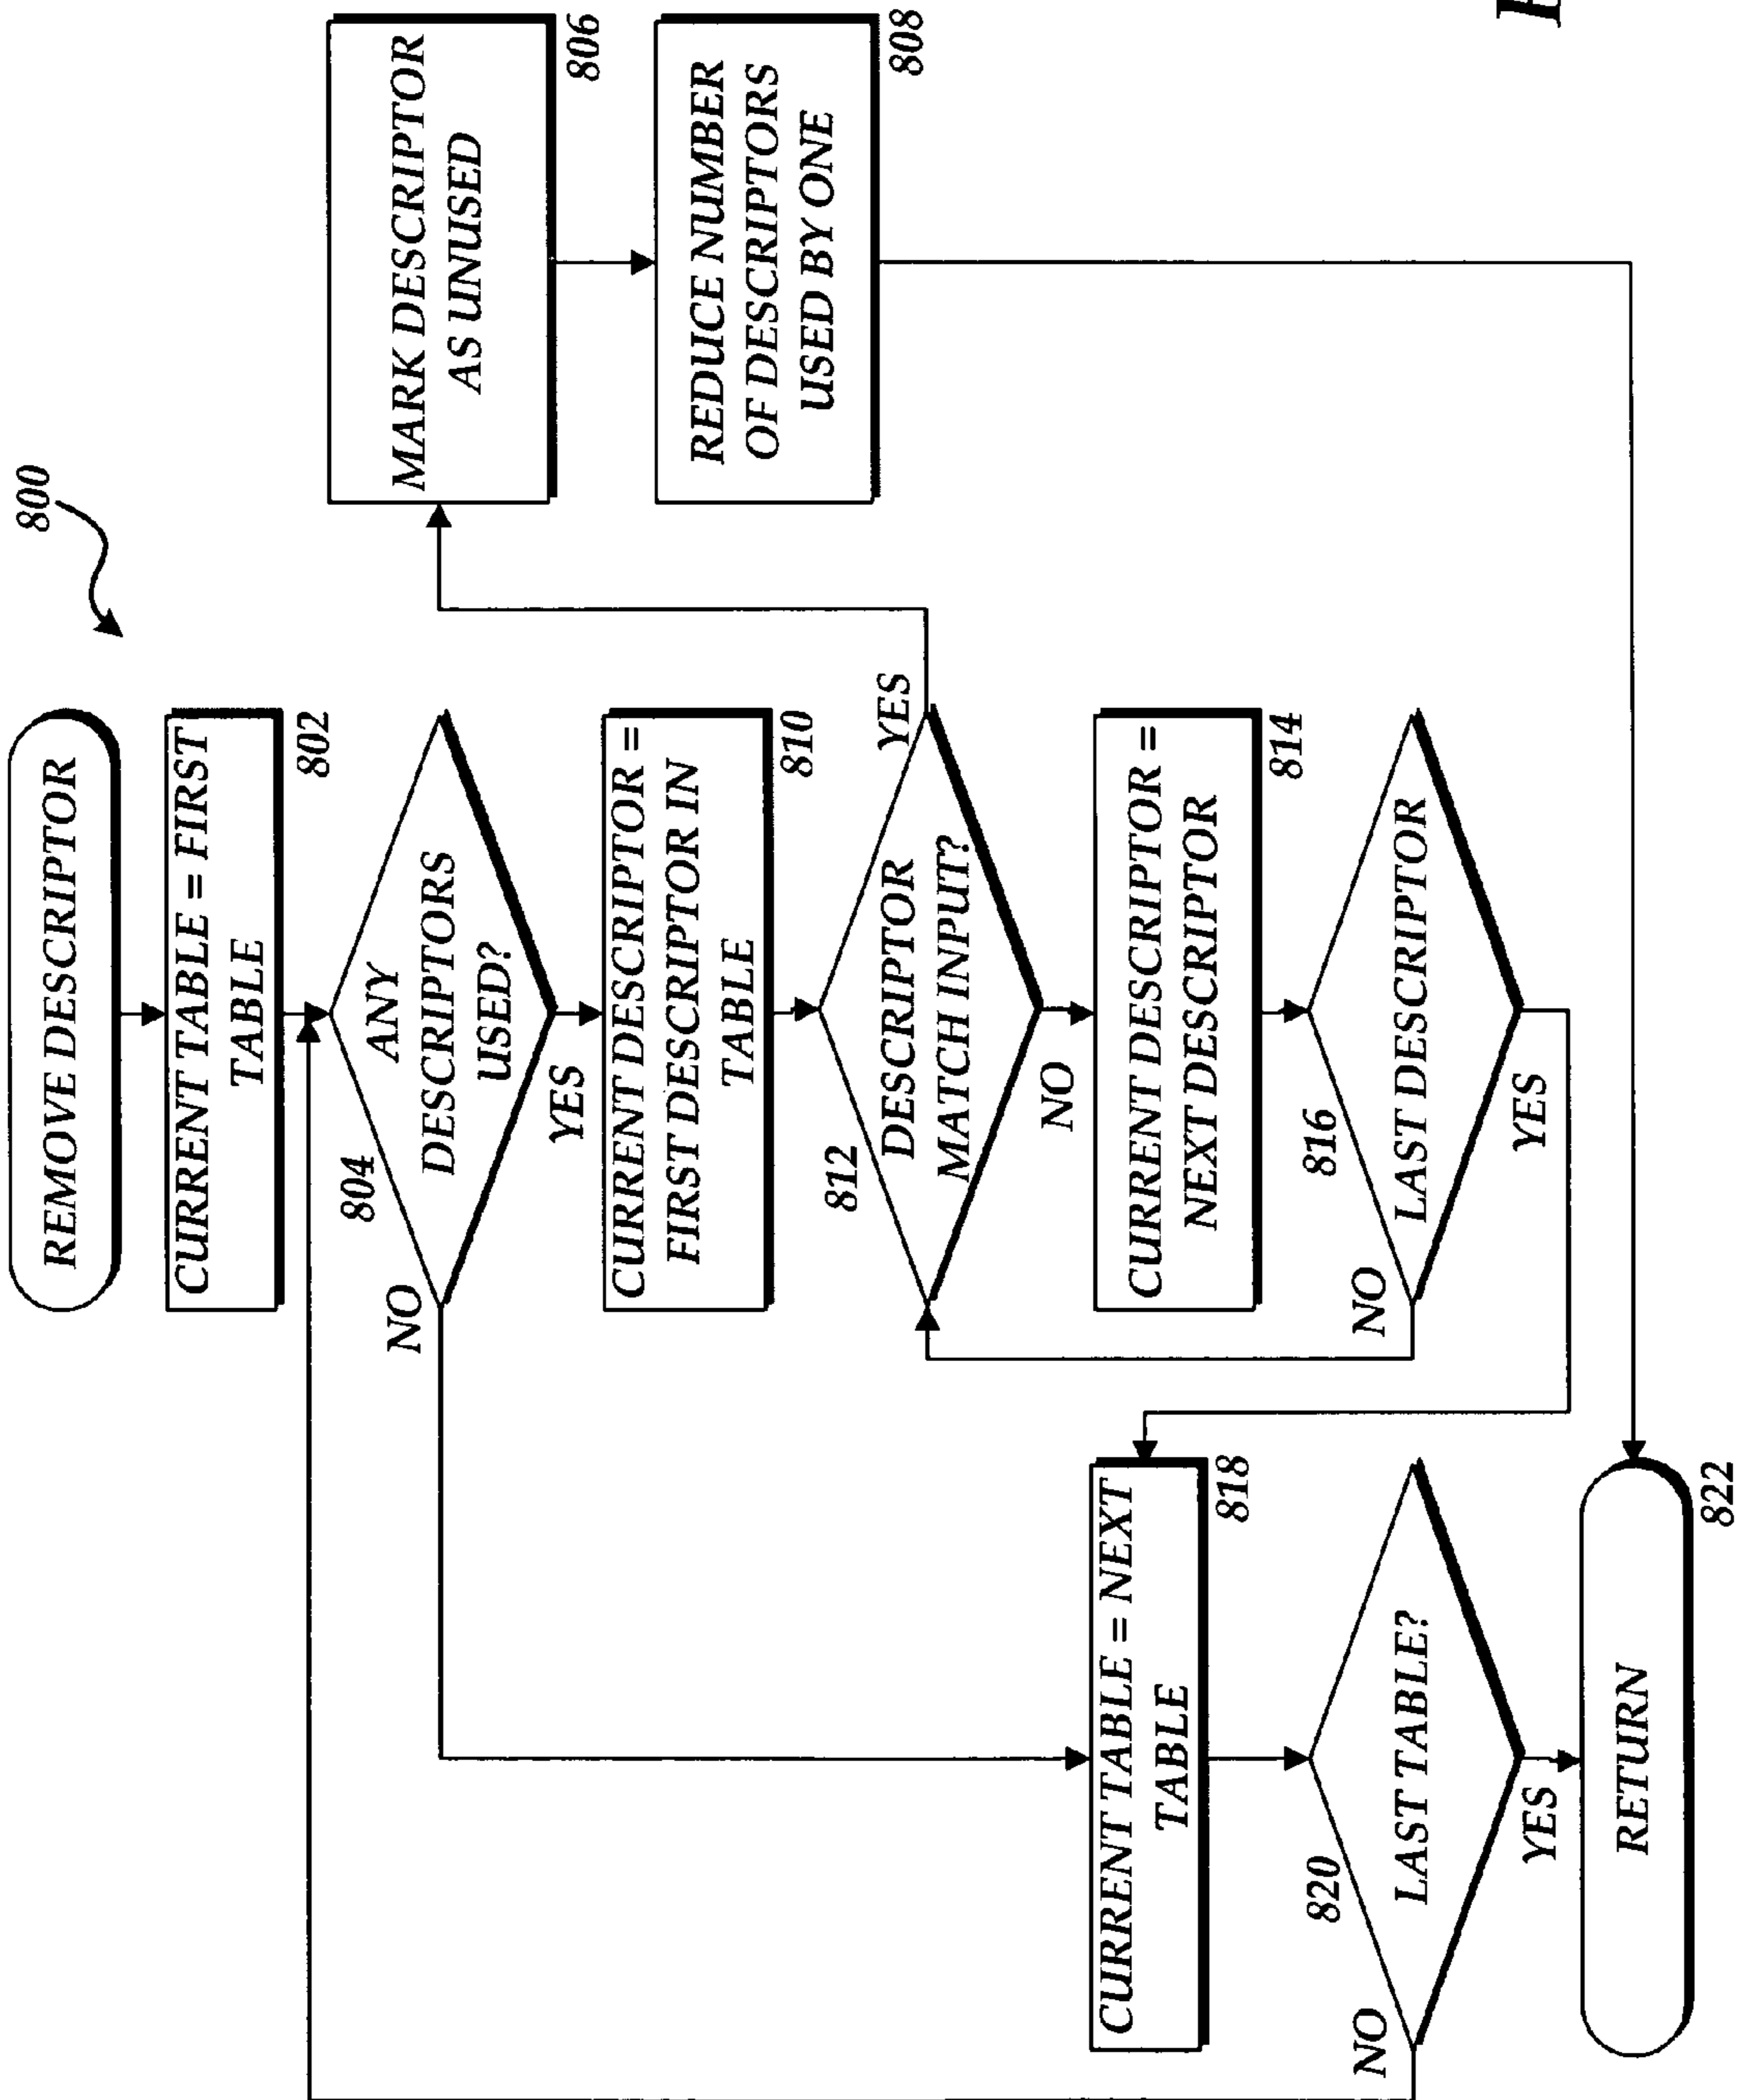 800
REMOVE DESCRIPTOR
CURRENT TABLE = FIRST
TABLE
802
804
ANY
DESCRIPTORS
USED?
NO
YES
MARK DESCRIPTOR
AS UNUSED
806
REDUCE NUMBER
OF DESCRIPTORS
USED BY ONE
808
CURRENT DESCRIPTOR =
FIRST DESCRIPTOR IN
TABLE
810
812
DESCRIPTOR
MATCH INPUT?
YES
NO
CURRENT DESCRIPTOR =
NEXT DESCRIPTOR
814
816
LAST DESCRIPTOR
NO
YES
CURRENT TABLE = NEXT
TABLE
818
820
LAST TABLE?
NO
YES
RETURN
822